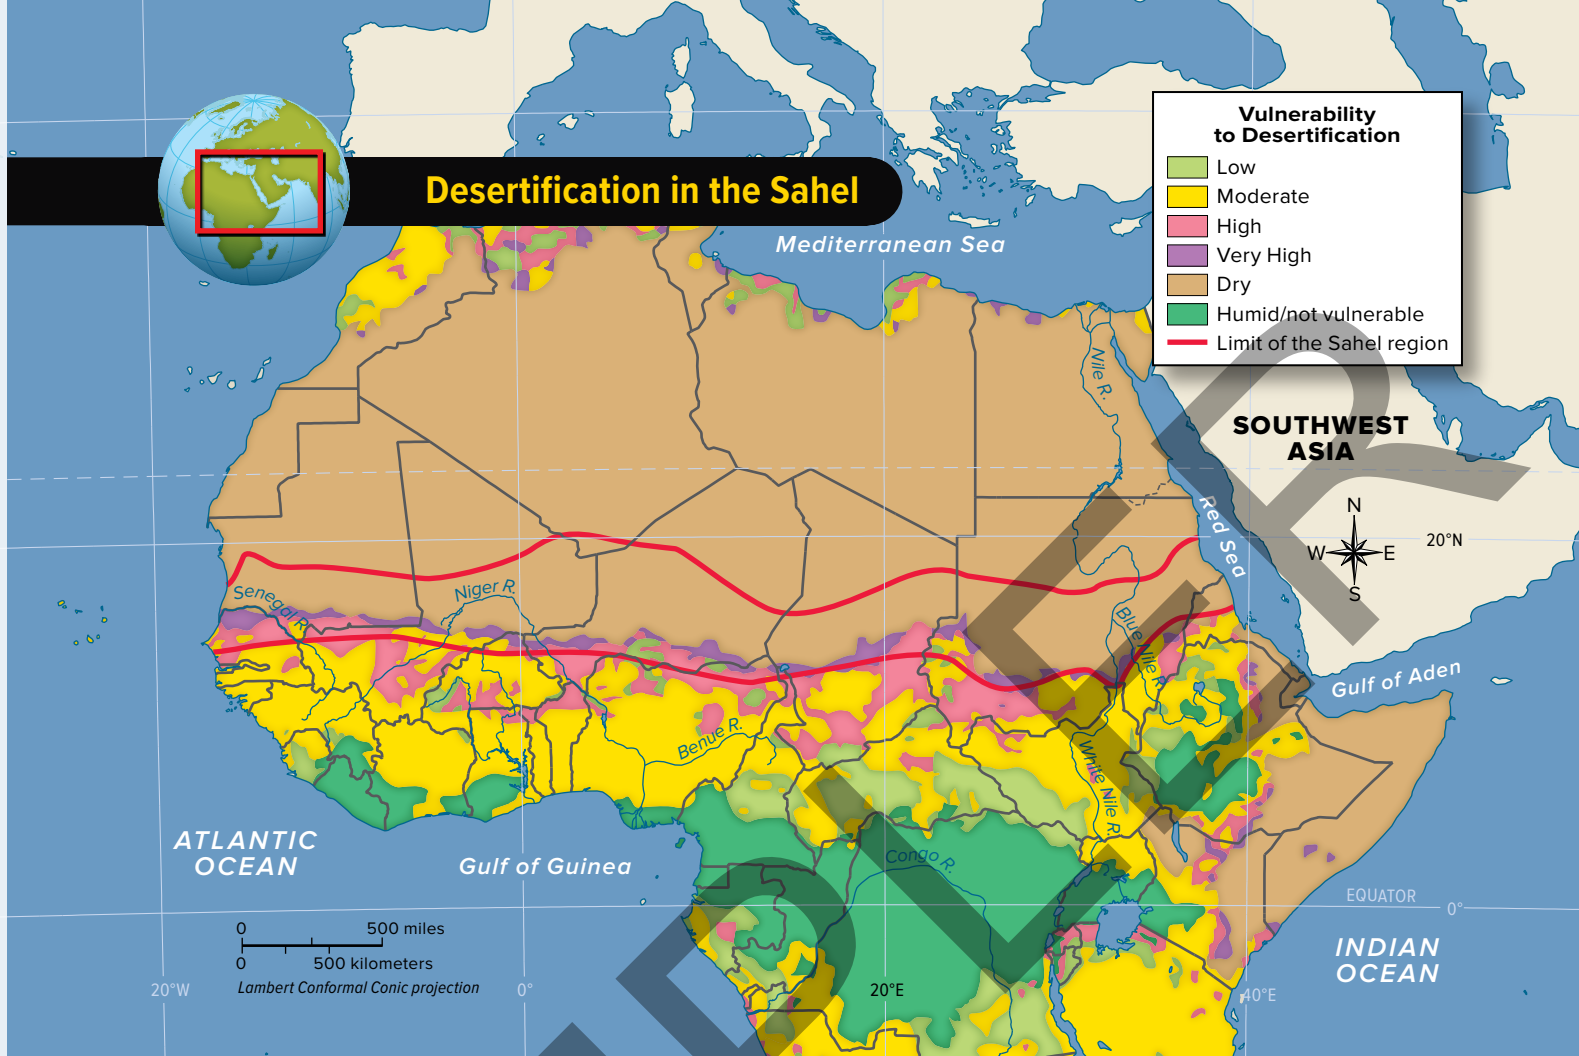 Desertification in the Sahel
Vulnerability
to Desertification
Low
Moderate
High
Very High
Dry
Humid/not vulnerable
Limit of the Sahel region
Mediterranean Sea
Nile R.
SOUTHWEST
ASIA
N
W
E
S
20°N
Red Sea
Senegal R.
Niger R.
Blue Nile R.
Gulf of Aden
Benue R.
White Nile R.
ATLANTIC
OCEAN
Gulf of Guinea
Congo R.
EQUATOR
0°
INDIAN
OCEAN
0
500 miles
0
500 kilometers
Lambert Conformal Conic projection
20°W
0°
20°E
40°E